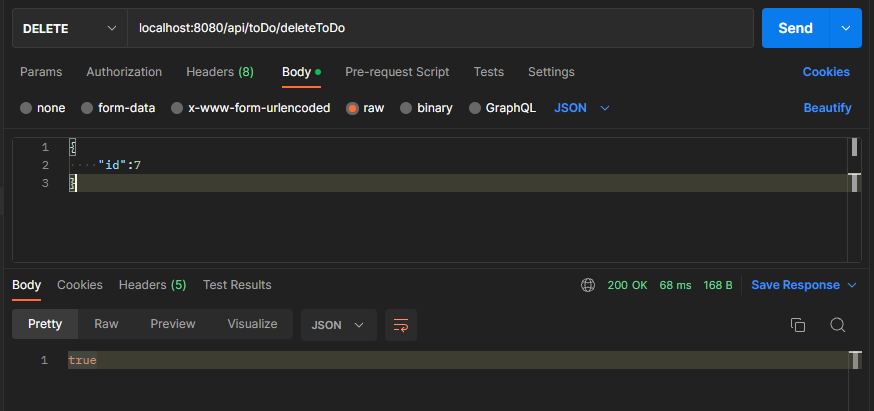 DELETE localhost:8080/api/toDo/deleteToDo Send
Params Authorization Headers (8) Body Pre-request Script Tests Settings Cookies
none form-data x-www-form-urlencoded raw binary GraphQL JSON Beautify
1 {
2 ····"id":7
3 }
Body Cookies Headers (5) Test Results 200 OK 68 ms 168 B Save Response
Pretty Raw Preview Visualize JSON
1 true